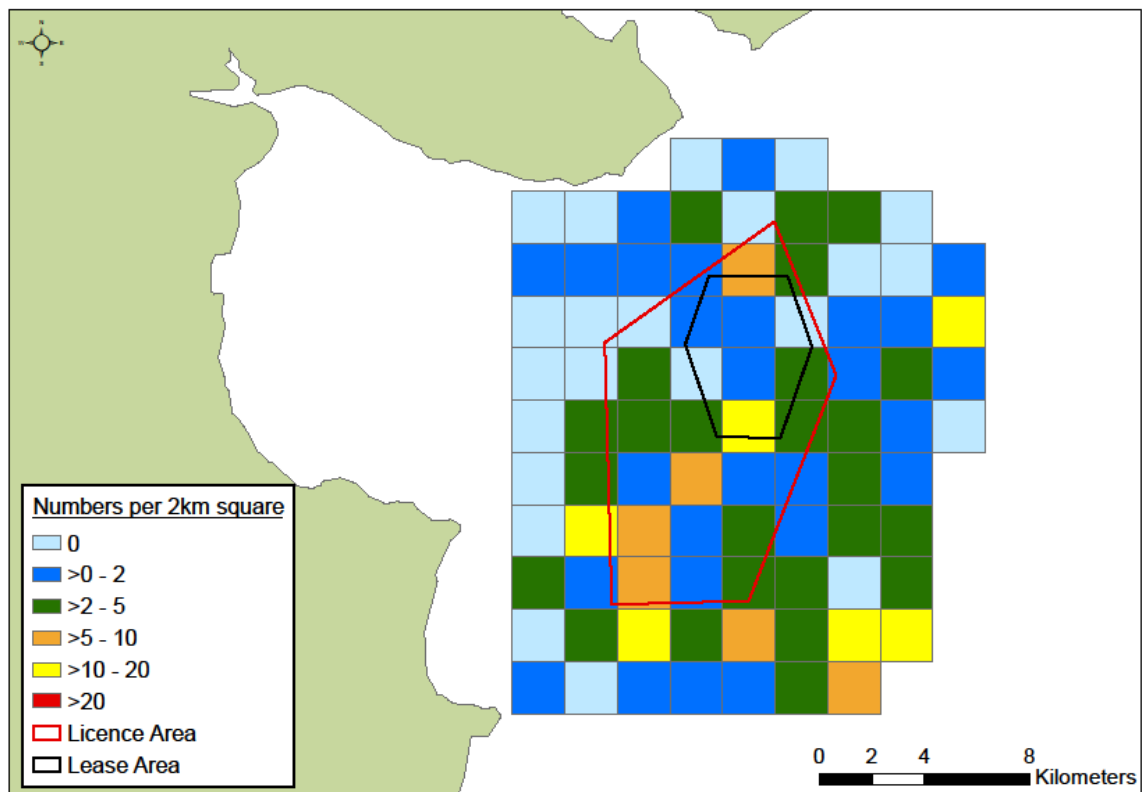 N
E
S
Numbers per 2km square
0
>0 - 2
>2 - 5
>5 - 10
>10 - 20
>20
Licence Area
Lease Area
0 2 4 8
Kilometers